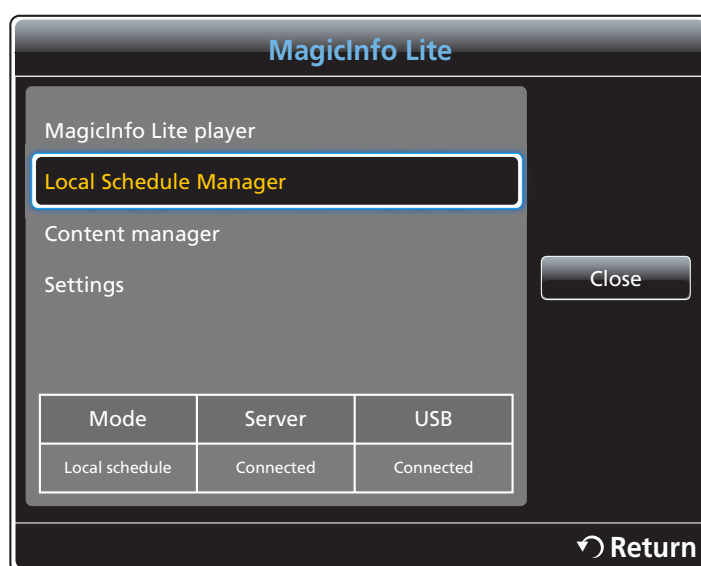 MagicInfo Lite
MagicInfo Lite player
Local Schedule Manager
Content manager
Settings
Close
Mode Server USB
Local schedule Connected Connected
Return